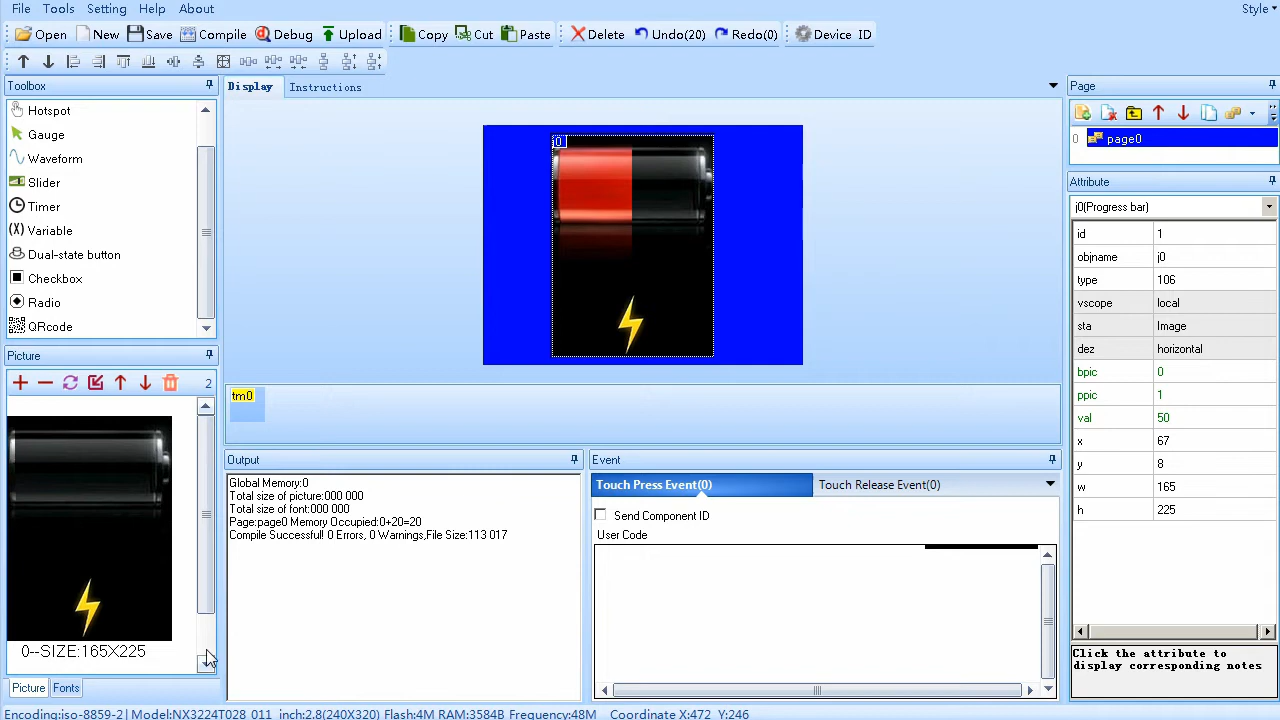 File Tools Setting Help About Style
Open New Save Compile Debug Upload Copy Cut Paste Delete Undo(20) Redo(0) Device ID
Toolbox
Hotspot
Gauge
Waveform
Slider
Timer
(X) Variable
Dual-state button
Checkbox
Radio
QRcode
Picture
2
0--SIZE:165X225
Picture Fonts
Display Instructions
j0
tm0
Output
Global Memory:0
Total size of picture:000 000
Total size of font:000 000
Page:page0 Memory Occupied:0+20=20
Compile Successful! 0 Errors, 0 Warnings,File Size:113 017
Event
Touch Press Event(0) Touch Release Event(0)
Send Component ID
User Code
Page
0 page0
Attribute
j0(Progress bar)
id 1
objname j0
type 106
vscope local
sta Image
dez horizontal
bpic 0
ppic 1
val 50
x 67
y 8
w 165
h 225
Click the attribute to
display corresponding notes
Encoding:iso-8859-2 Model:NX3224T028_011 inch:2.8(240X320) Flash:4M RAM:3584B Frequency:48M Coordinate X:472 Y:246